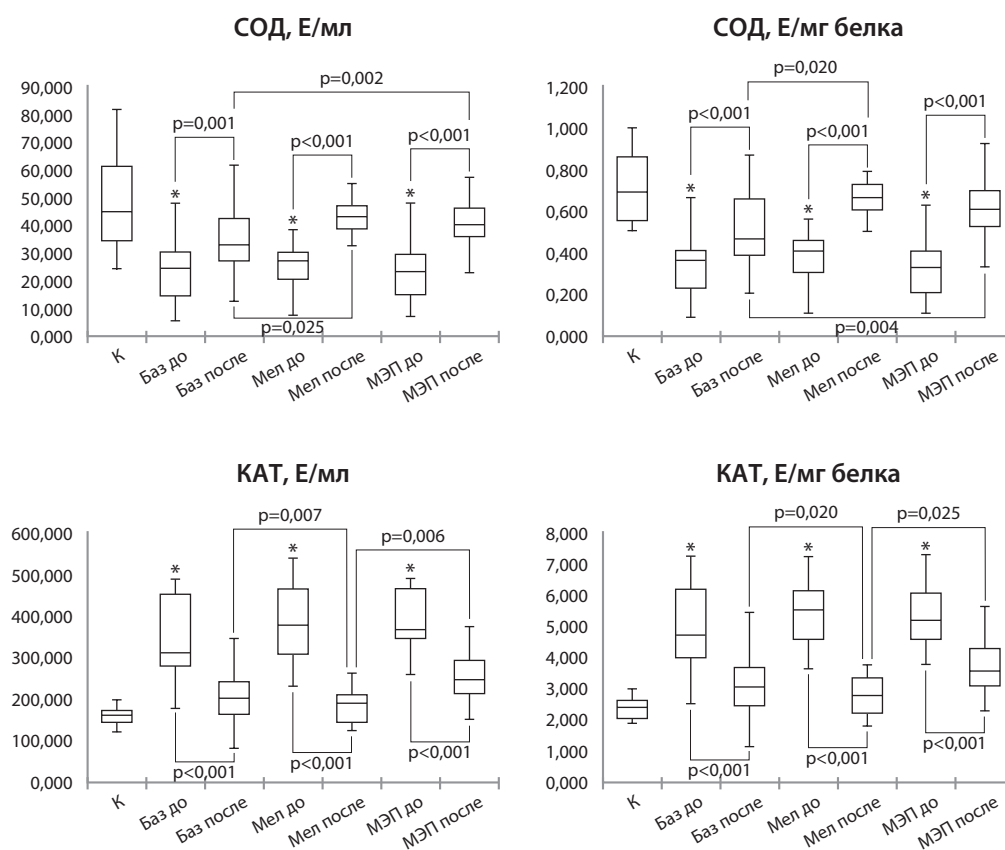 СОД, Е/мл
p=0,002
p=0,001
p<0,001
p<0,001
90,000
80,000
70,000
60,000
50,000
40,000
30,000
20,000
10,000
0,000
*
*
*
p=0,025
К
Баз до
Баз после
Мел до
Мел после
МЭП до
МЭП после
СОД, Е/мг белка
p=0,020
p<0,001
p<0,001
p<0,001
1,200
1,000
0,800
0,600
0,400
0,200
0,000
*
*
*
p=0,004
К
Баз до
Баз после
Мел до
Мел после
МЭП до
МЭП после
КАТ, Е/мл
p=0,007
p=0,006
600,000
500,000
400,000
300,000
200,000
100,000
0,000
*
*
*
p<0,001
p<0,001
p<0,001
К
Баз до
Баз после
Мел до
Мел после
МЭП до
МЭП после
КАТ, Е/мг белка
p=0,020
p=0,025
8,000
7,000
6,000
5,000
4,000
3,000
2,000
1,000
0,000
*
*
*
p<0,001
p<0,001
p<0,001
К
Баз до
Баз после
Мел до
Мел после
МЭП до
МЭП после